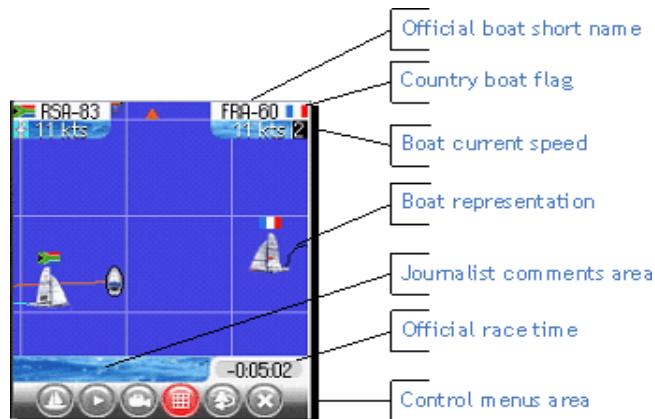 Official boat short name
Country boat flag
RSA-83
FRA-60
11 kts
11 kts 2
Boat current speed
Boat representation
Journalist comments area
Official race time
-0:05:02
Control menus area